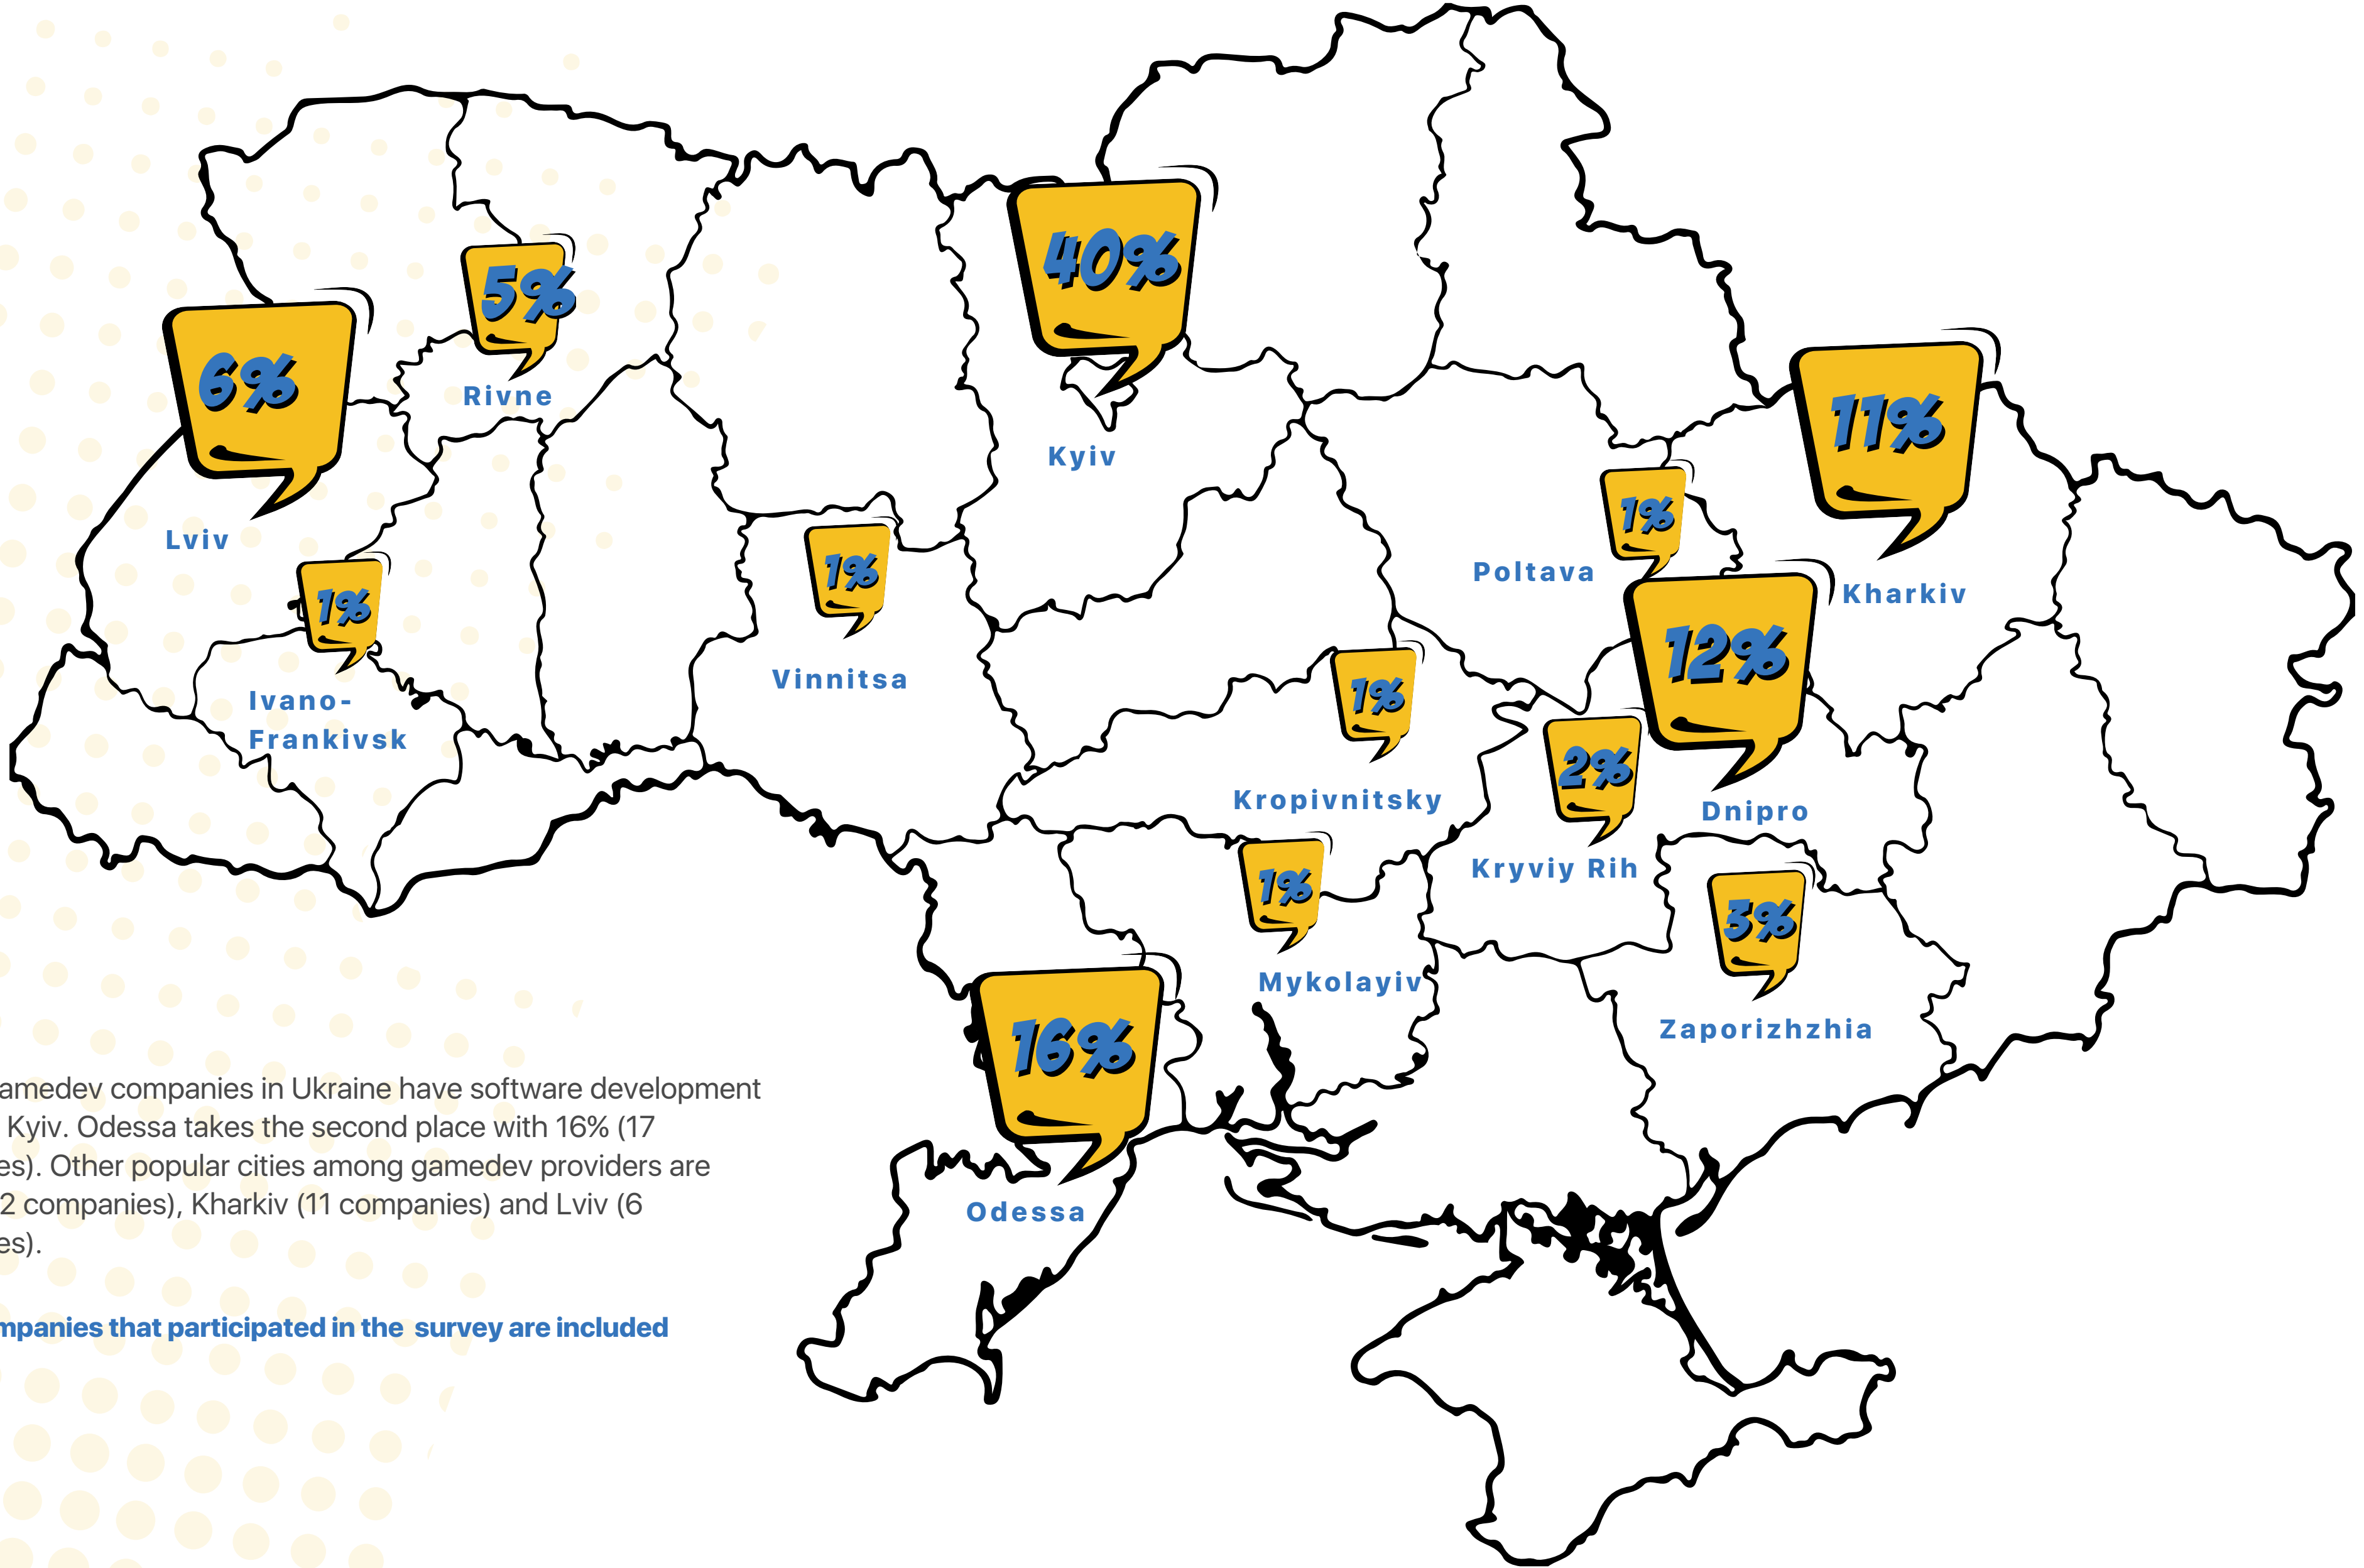 40%
5%
6%
11%
Rivne
Kyiv
1%
Lviv
1%
Poltava
Kharkiv
1%
12%
Vinnitsa
1%
Ivano-
Frankivsk
2%
Kropivnitsky
Dnipro
1%
Kryviy Rih
3%
Mykolayiv
Zaporizhzhia
16%
Odessa
amedev companies in Ukraine have software development
Kyiv. Odessa takes the second place with 16% (17
es). Other popular cities among gamedev providers are
2 companies), Kharkiv (11 companies) and Lviv (6
es).
mpanies that participated in the survey are included